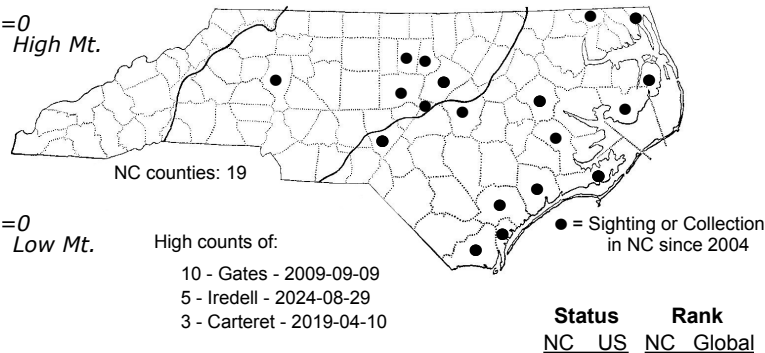 =0
High Mt.
NC counties: 19
=0
Low Mt.
High counts of:
10 - Gates - 2009-09-09
5 - Iredell - 2024-08-29
3 - Carteret - 2019-04-10
● = Sighting or Collection
in NC since 2004
Status Rank
NC US NC Global